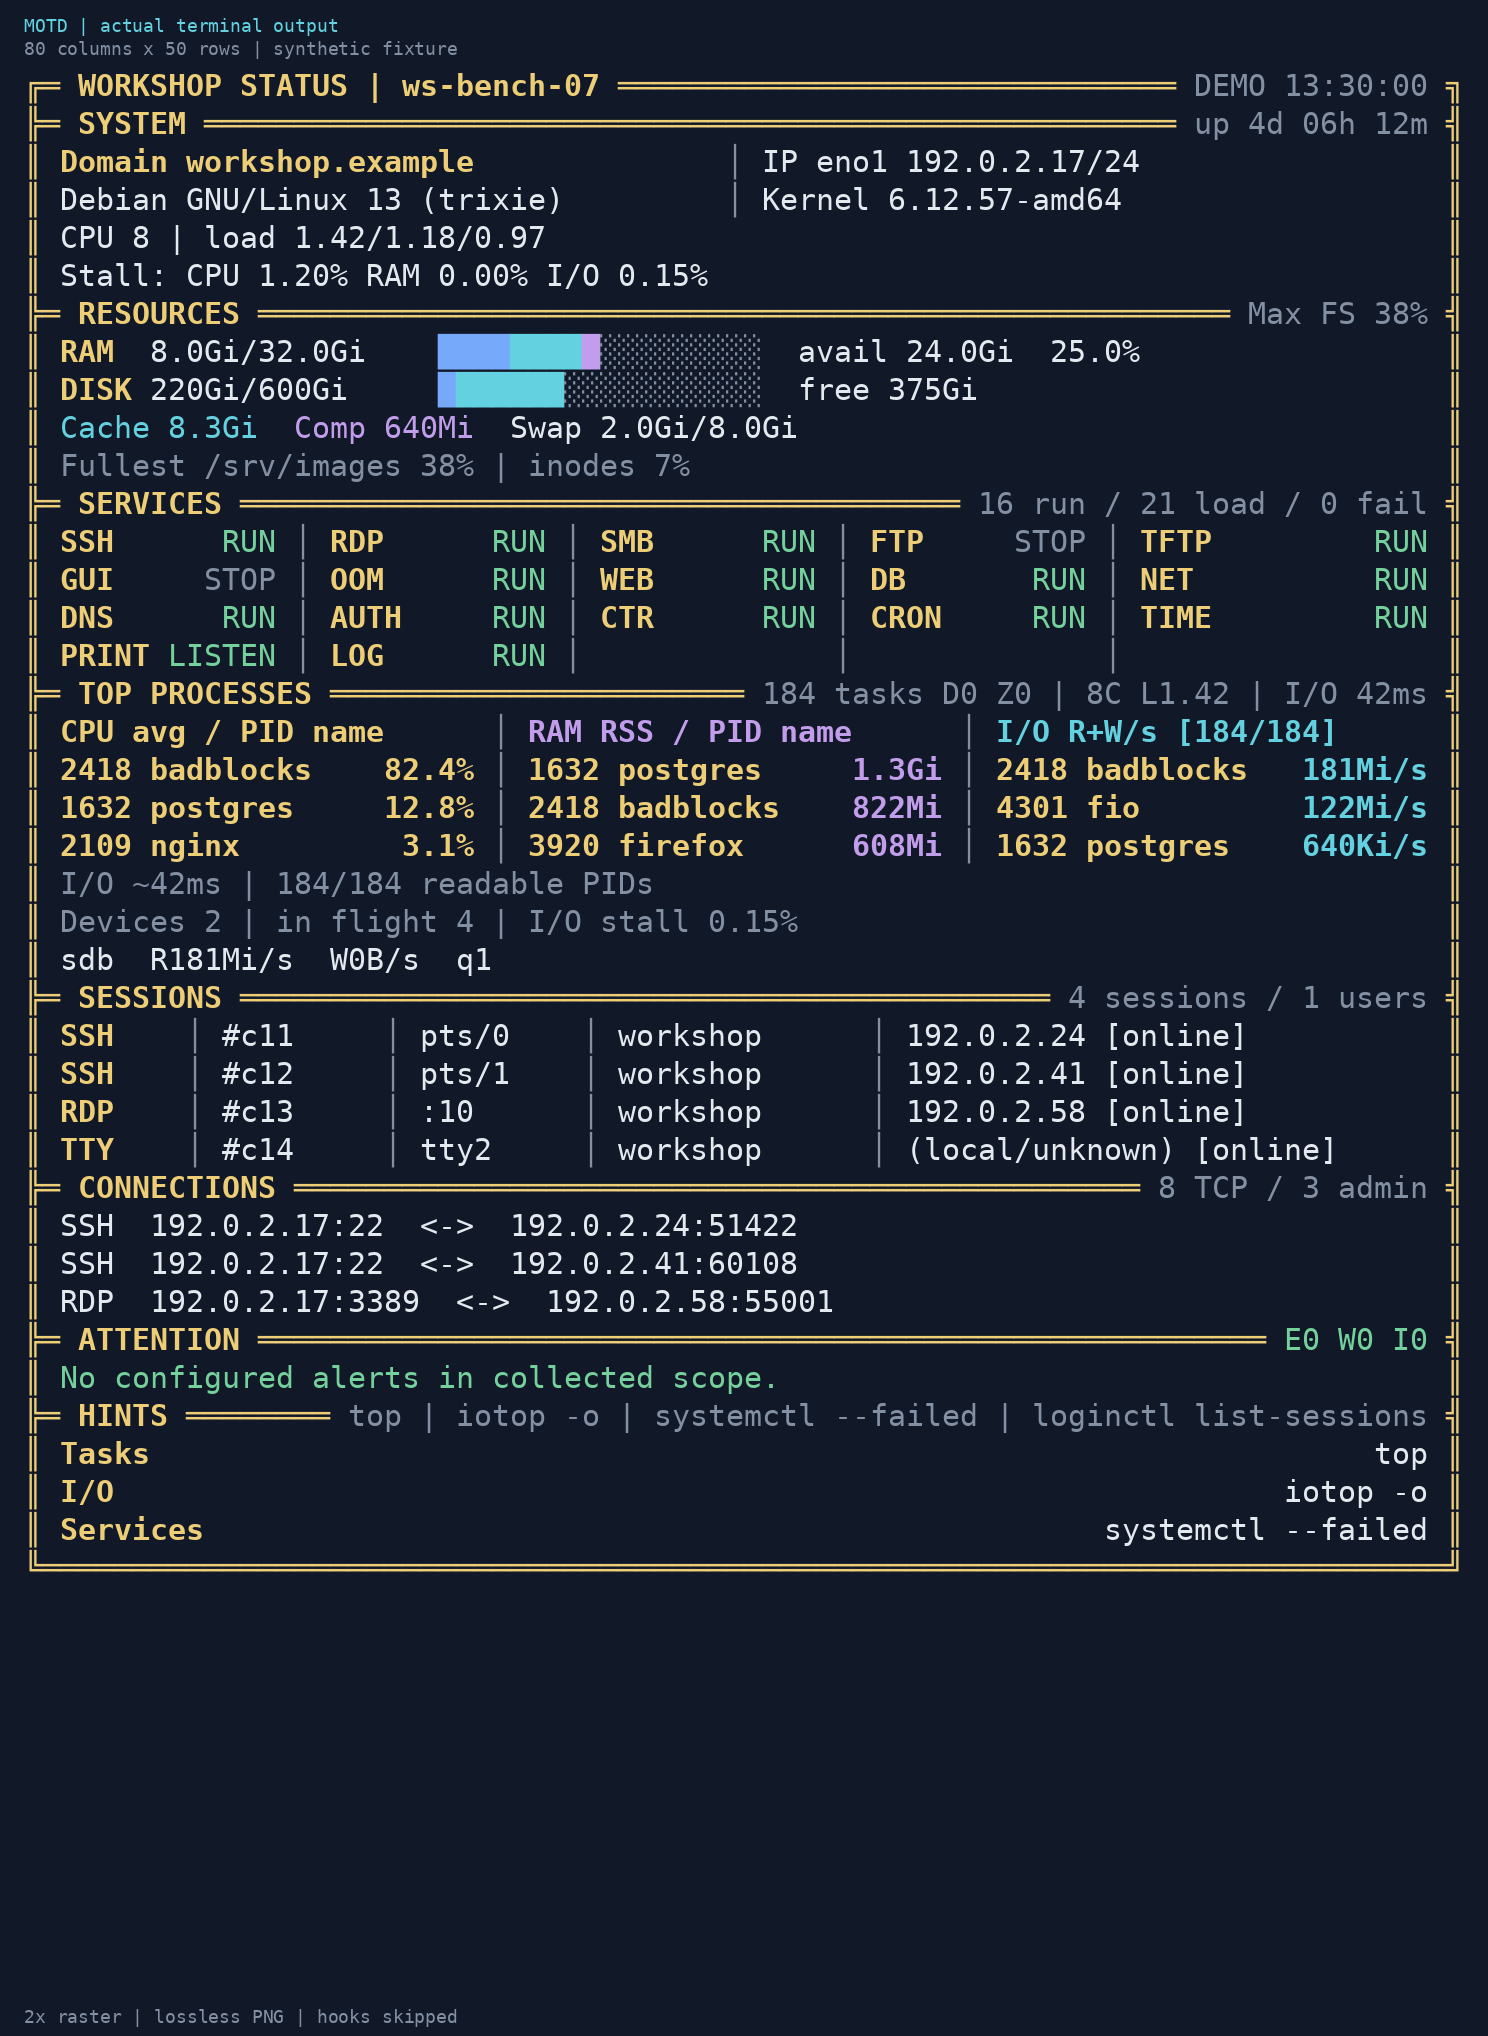 MOTD | actual terminal output
80 columns x 50 rows | synthetic fixture
WORKSHOP STATUS | ws-bench-07 DEMO 13:30:00
SYSTEM up 4d 06h 12m
Domain workshop.example │ IP eno1 192.0.2.17/24
Debian GNU/Linux 13 (trixie) │ Kernel 6.12.57-amd64
CPU 8 | load 1.42/1.18/0.97
Stall: CPU 1.20% RAM 0.00% I/O 0.15%
RESOURCES Max FS 38%
RAM 8.0Gi/32.0Gi avail 24.0Gi 25.0%
DISK 220Gi/600Gi free 375Gi
Cache 8.3Gi Comp 640Mi Swap 2.0Gi/8.0Gi
Fullest /srv/images 38% | inodes 7%
SERVICES 16 run / 21 load / 0 fail
SSH RUN │ RDP RUN │ SMB RUN │ FTP STOP │ TFTP RUN
GUI STOP │ OOM RUN │ WEB RUN │ DB RUN │ NET RUN
DNS RUN │ AUTH RUN │ CTR RUN │ CRON RUN │ TIME RUN
PRINT LISTEN │ LOG RUN │ │ │
TOP PROCESSES 184 tasks D0 Z0 | 8C L1.42 | I/O 42ms
CPU avg / PID name │ RAM RSS / PID name │ I/O R+W/s [184/184]
2418 badblocks 82.4% │ 1632 postgres 1.3Gi │ 2418 badblocks 181Mi/s
1632 postgres 12.8% │ 2418 badblocks 822Mi │ 4301 fio 122Mi/s
2109 nginx 3.1% │ 3920 firefox 608Mi │ 1632 postgres 640Ki/s
I/O ~42ms | 184/184 readable PIDs
Devices 2 | in flight 4 | I/O stall 0.15%
sdb R181Mi/s W0B/s q1
SESSIONS 4 sessions / 1 users
SSH │ #c11 │ pts/0 │ workshop │ 192.0.2.24 [online]
SSH │ #c12 │ pts/1 │ workshop │ 192.0.2.41 [online]
RDP │ #c13 │ :10 │ workshop │ 192.0.2.58 [online]
TTY │ #c14 │ tty2 │ workshop │ (local/unknown) [online]
CONNECTIONS 8 TCP / 3 admin
SSH 192.0.2.17:22 <-> 192.0.2.24:51422
SSH 192.0.2.17:22 <-> 192.0.2.41:60108
RDP 192.0.2.17:3389 <-> 192.0.2.58:55001
ATTENTION E0 W0 I0
No configured alerts in collected scope.
HINTS top | iotop -o | systemctl --failed | loginctl list-sessions
Tasks top
I/O iotop -o
Services systemctl --failed
2x raster | lossless PNG | hooks skipped